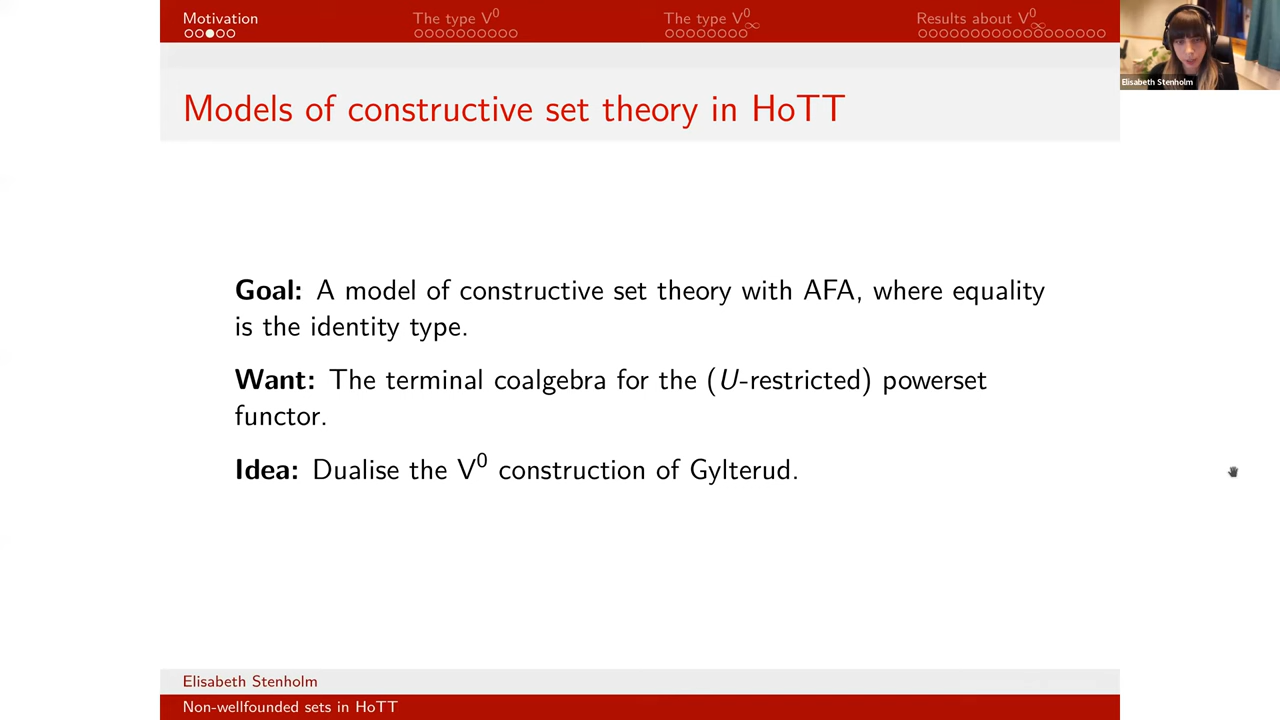 Motivation
The type V⁰
The type V⁰∞
Results about V⁰∞
Elisabeth Stenholm
Models of constructive set theory in HoTT
Goal: A model of constructive set theory with AFA, where equality
is the identity type.
Want: The terminal coalgebra for the (U-restricted) powerset
functor.
Idea: Dualise the V⁰ construction of Gylterud.
Elisabeth Stenholm
Non-wellfounded sets in HoTT